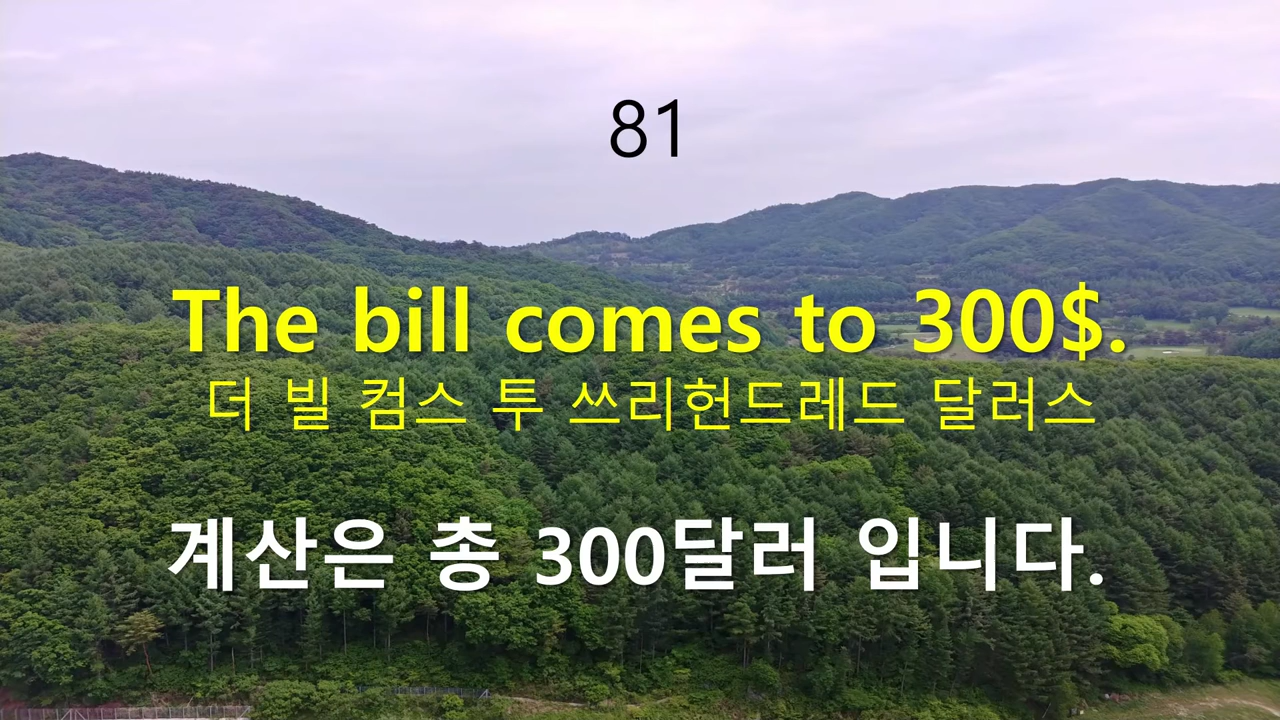 81
The bill comes to 300$.
더 빌 컴스 투 쓰리헌드레드 달러스
계산은 총 300달러 입니다.